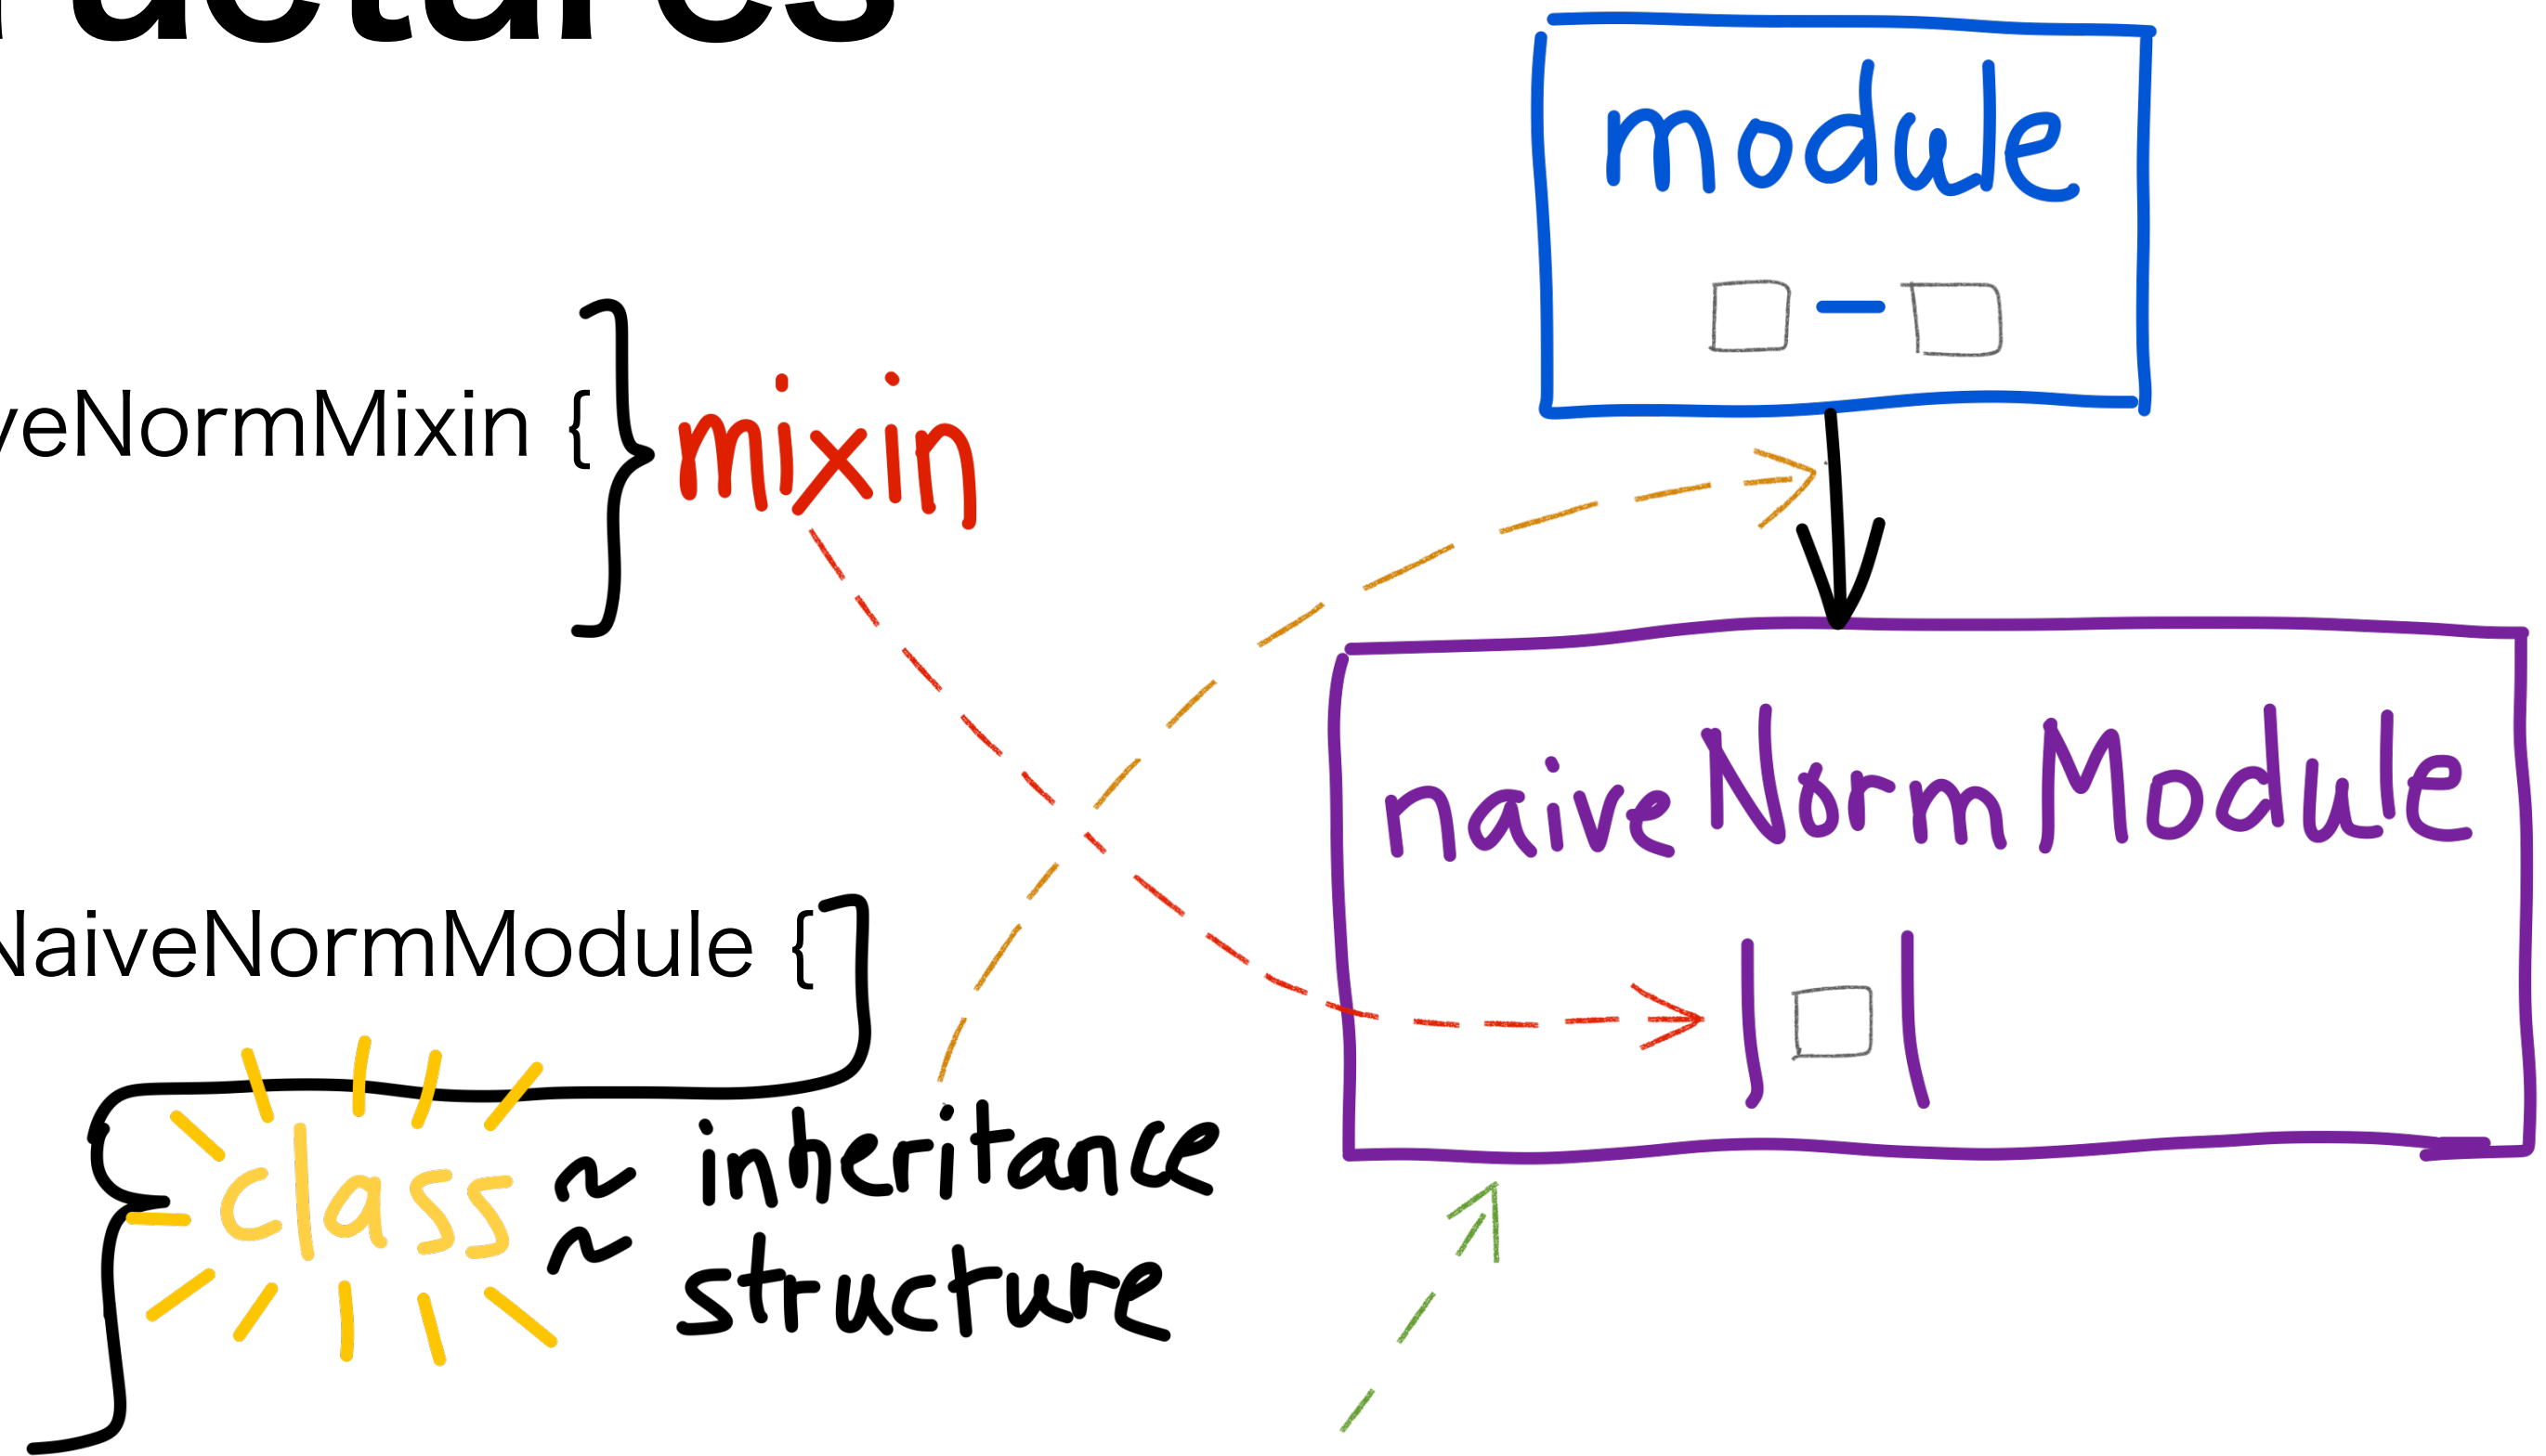 uctures
module
□ - □
veNormMixin {
mixin
naiveNormModule
| □ |
NaiveNormModule {
class ~ inheritance
~ structure